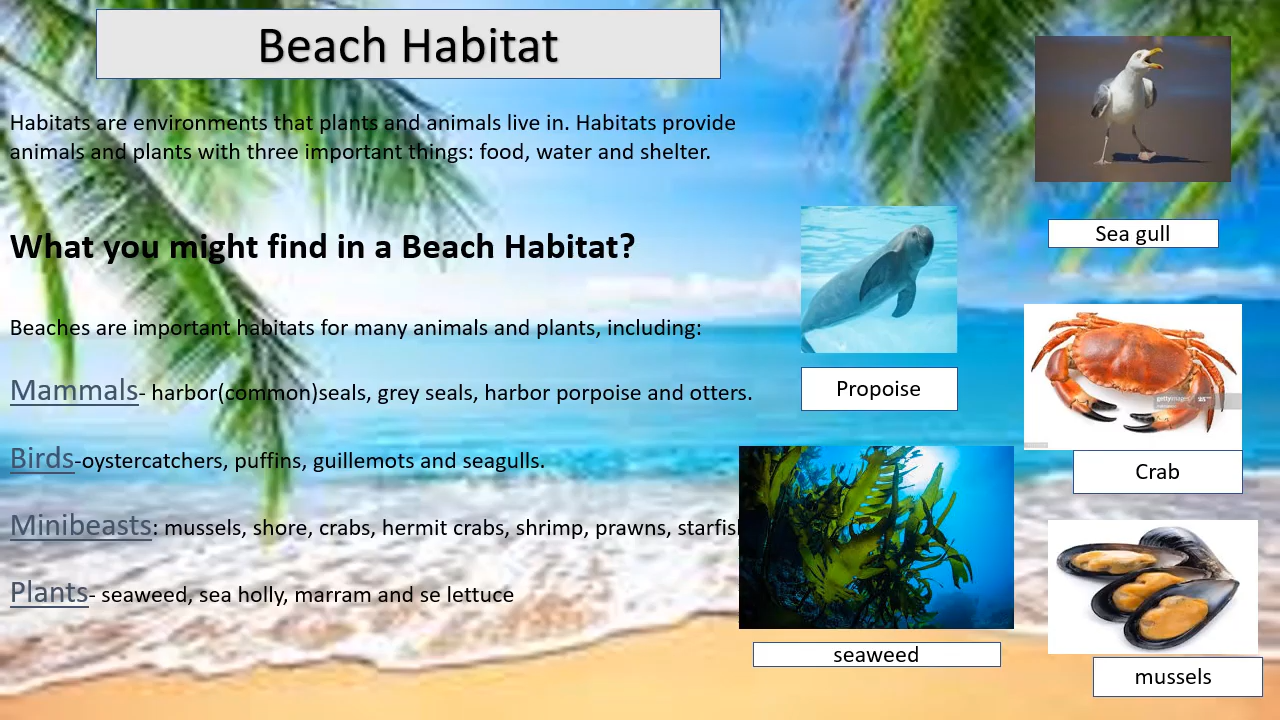 Beach Habitat
Habitats are environments that plants and animals live in. Habitats provide
animals and plants with three important things: food, water and shelter.
What you might find in a Beach Habitat?
Beaches are important habitats for many animals and plants, including:
Mammals- harbor(common)seals, grey seals, harbor porpoise and otters.
Birds-oystercatchers, puffins, guillemots and seagulls.
Minibeasts: mussels, shore, crabs, hermit crabs, shrimp, prawns,
Plants- seaweed, sea holly, marram and se lettuce
Sea gull
Propoise
gettyimages
Crab
seaweed
mussels